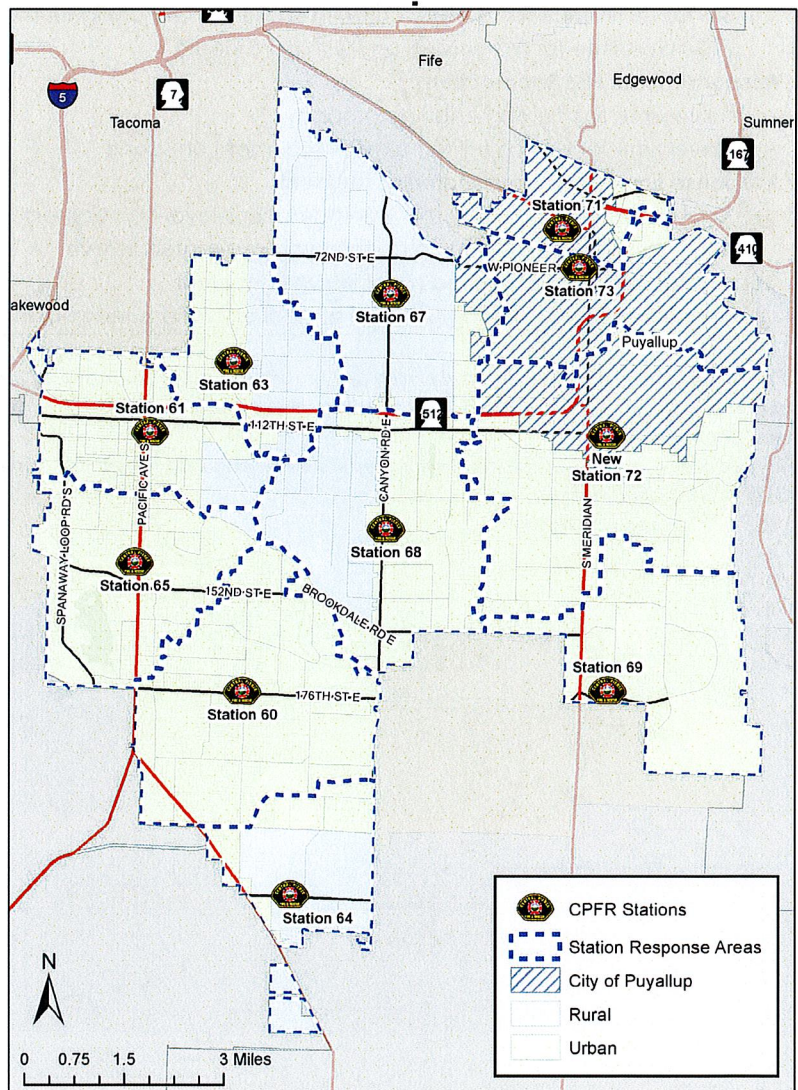 Fife
Edgewood
5
7
Tacoma
Sumner
167
Station 71
410
72ND ST E
W PIONEER
Station 73
akewood
Station 67
Puyallup
Station 63
Station 61
512
112TH ST E
New
Station 72
PACIFIC AVE S
CANYON RD E
S MERIDIAN
SPANAWAY LOOP RD S
Station 68
Station 65
152ND ST E
BROOKDALE RD E
Station 69
176TH ST E
Station 60
Station 64
CPFR Stations
Station Response Areas
City of Puyallup
Rural
Urban
N
0 0.75 1.5 3 Miles